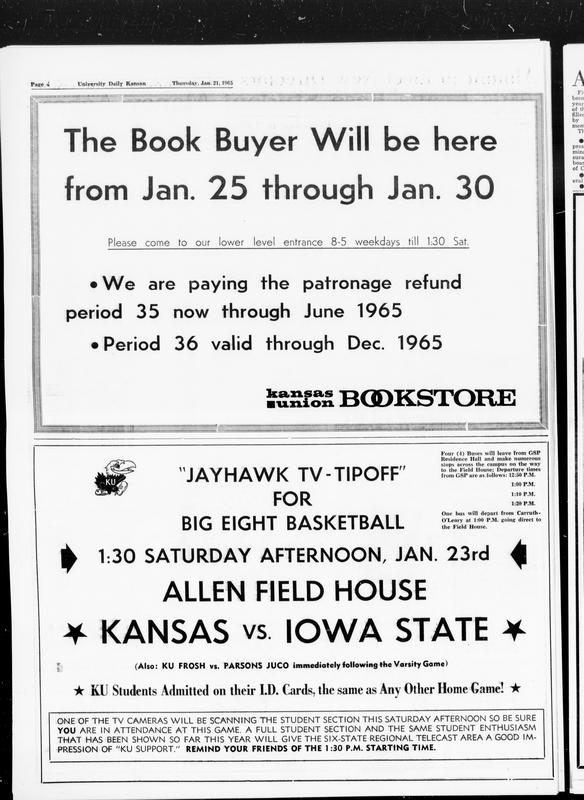 Page 4 University Daily Kansan Thursday, Jan. 21, 1965
The Book Buyer Will be here
from Jan. 25 through Jan. 30
Please come to our lower level entrance 8-5 weekdays till 1:30 Sat.
• We are paying the patronage refund
period 35 now through June 1965
• Period 36 valid through Dec. 1965
kansas
union BOOKSTORE
KU
"JAYHAWK TV-TIPOFF"
FOR
BIG EIGHT BASKETBALL
Four (4) Buses will leave from GSP
Residence Hall and make numerous
stops across the campus on the way
to the Field House; Departure times
from GSP are as follows: 12:50 P.M.
1:00 P.M.
1:10 P.M.
1:20 P.M.
One bus will depart from Carruth-
O'Leary at 1:00 P.M. going direct to
the Field House.
1:30 SATURDAY AFTERNOON, JAN. 23rd
ALLEN FIELD HOUSE
★ KANSAS VS. IOWA STATE ★
(Also: KU FROSH vs. PARSONS JUCO immediately following the Varsity Game)
★ KU Students Admitted on their I.D. Cards, the same as Any Other Home Game! ★
ONE OF THE TV CAMERAS WILL BE SCANNING THE STUDENT SECTION THIS SATURDAY AFTERNOON SO BE SURE
YOU ARE IN ATTENDANCE AT THIS GAME. A FULL STUDENT SECTION AND THE SAME STUDENT ENTHUSIASM
THAT HAS BEEN SHOWN SO FAR THIS YEAR WILL GIVE THE SIX-STATE REGIONAL TELECAST AREA A GOOD IM-
PRESSION OF "KU SUPPORT." REMIND YOUR FRIENDS OF THE 1:30 P.M. STARTING TIME.